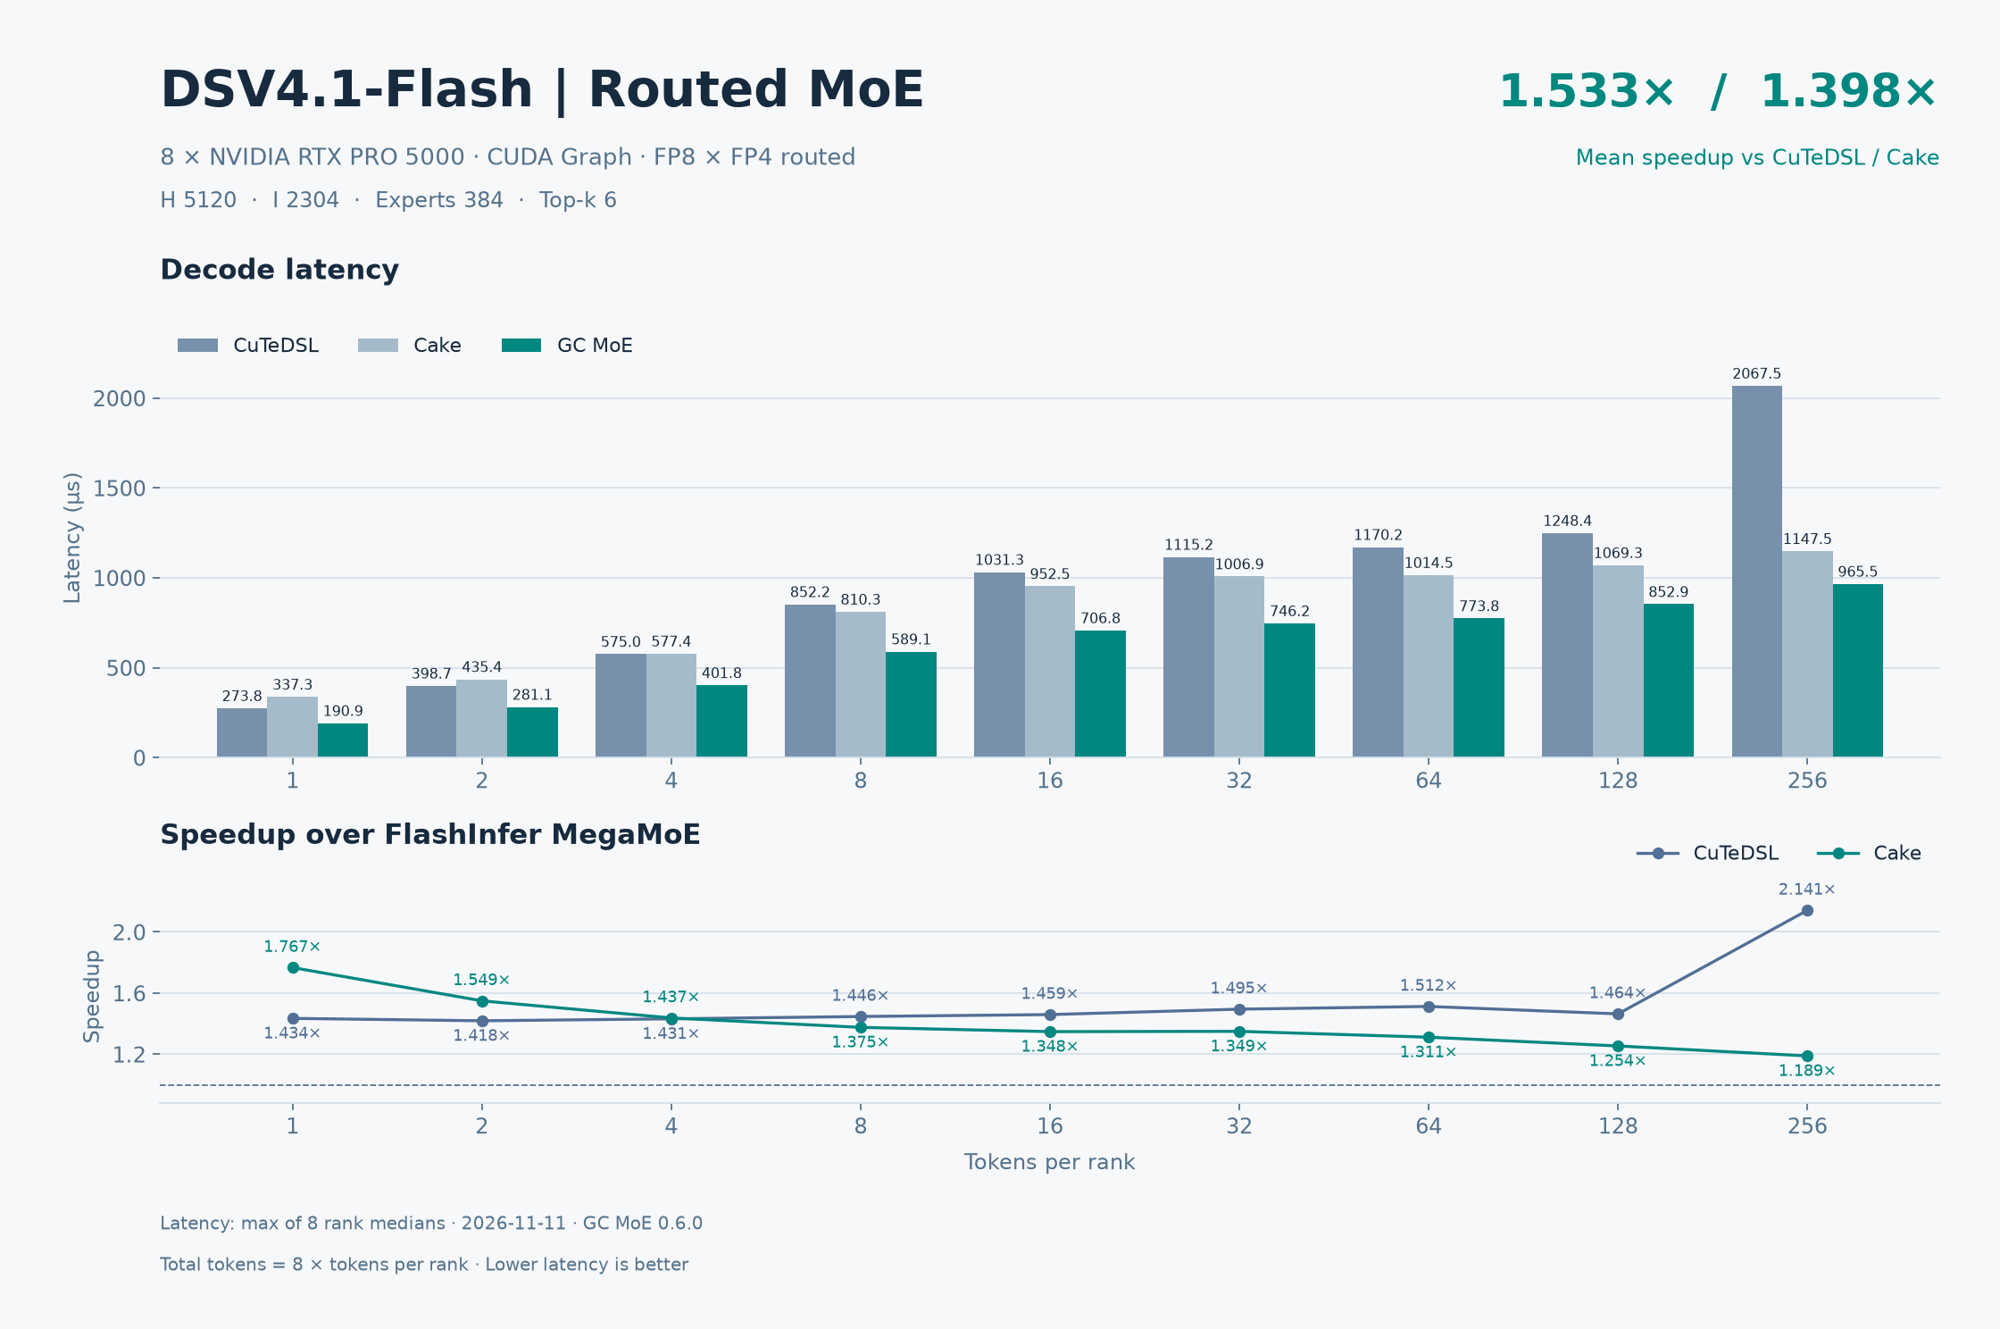 DSV4.1-Flash | Routed MoE
1.533× / 1.398×
8 × NVIDIA RTX PRO 5000 · CUDA Graph · FP8 × FP4 routed
Mean speedup vs CuTeDSL / Cake
H 5120 · I 2304 · Experts 384 · Top-k 6
Decode latency
CuTeDSL Cake GC MoE
Latency (µs)
2000
1500
1000
500
0
273.8 337.3 190.9
398.7 435.4 281.1
575.0 577.4 401.8
852.2 810.3 589.1
1031.3 952.5 706.8
1115.2 1006.9 746.2
1170.2 1014.5 773.8
1248.4 1069.3 852.9
2067.5 1147.5 965.5
1 2 4 8 16 32 64 128 256
Speedup over FlashInfer MegaMoE
CuTeDSL Cake
Speedup
2.0
1.6
1.2
1.767× 1.549× 1.437× 1.446× 1.459× 1.495× 1.512× 1.464× 2.141×
1.434× 1.418× 1.431× 1.375× 1.348× 1.349× 1.311× 1.254× 1.189×
1 2 4 8 16 32 64 128 256
Tokens per rank
Latency: max of 8 rank medians · 2026-11-11 · GC MoE 0.6.0
Total tokens = 8 × tokens per rank · Lower latency is better